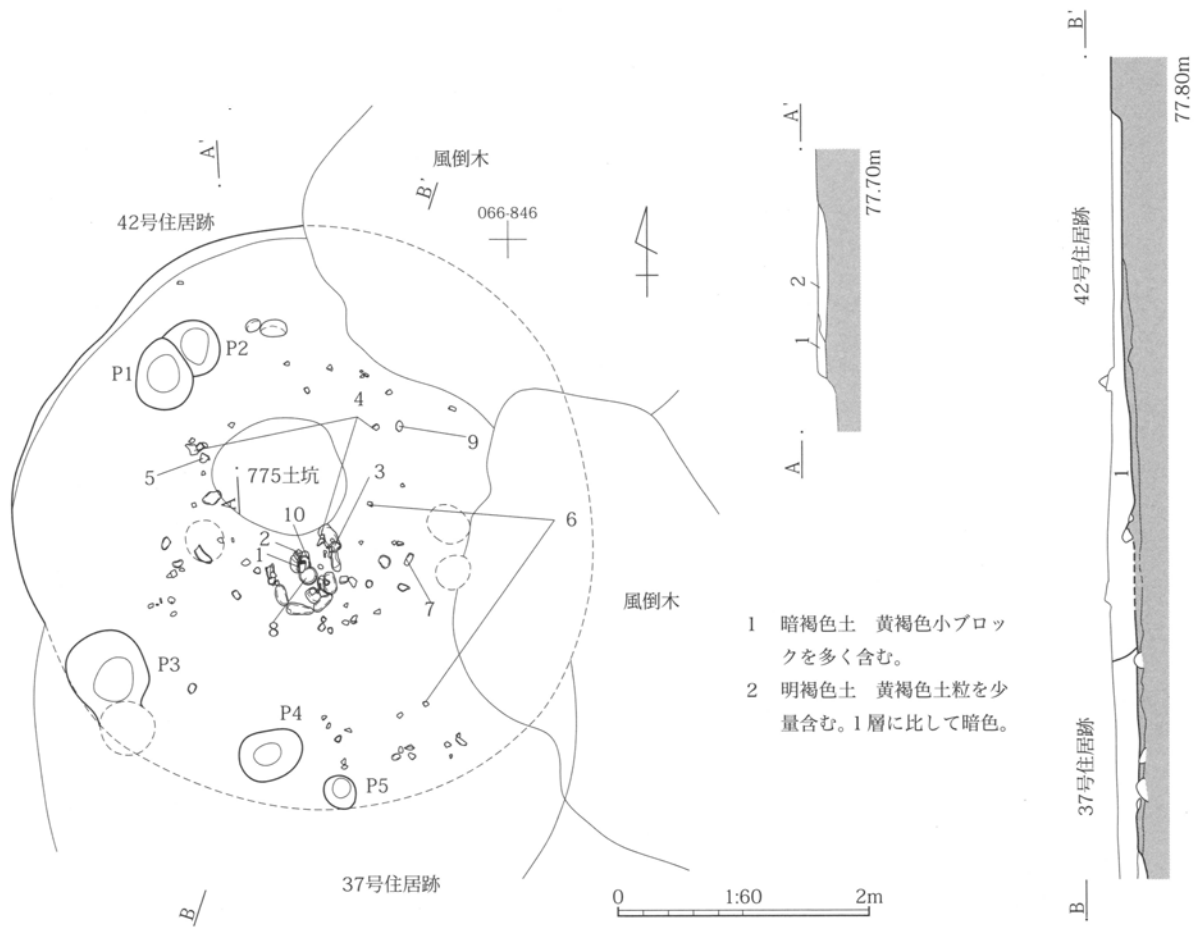 A'
風倒木
B'
066-846
42号住居跡
P1
P2
4
9
5
775土坑
A
3
10
6
2
1
7
8
風倒木
P3
P4
P5
37号住居跡
B
0 1:60 2m
A'
77.70m
2
1
A
B'
77.80m
42号住居跡
1
37号住居跡
B
1 暗褐色土 黄褐色小ブロッ
クを多く含む。
2 明褐色土 黄褐色土粒を少
量含む。1層に比して暗色。